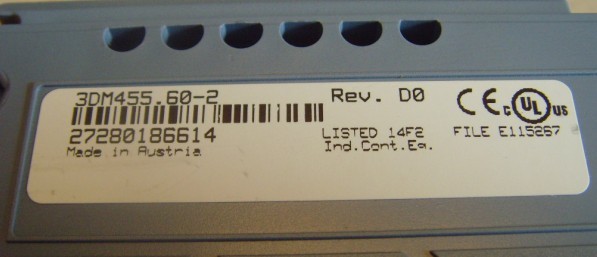 3DM455.60-2 Rev. D0 CE c UL US
27280186614 LISTED 14F2 FILE E115267
Made in Austria Ind.Cont.Eq.